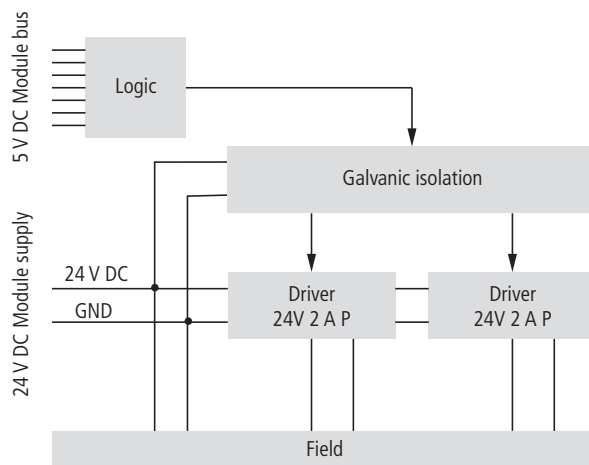 5 V DC Module bus
Logic
Galvanic isolation
24 V DC Module supply
24 V DC
GND
Driver
24V 2 A P
Driver
24V 2 A P
Field